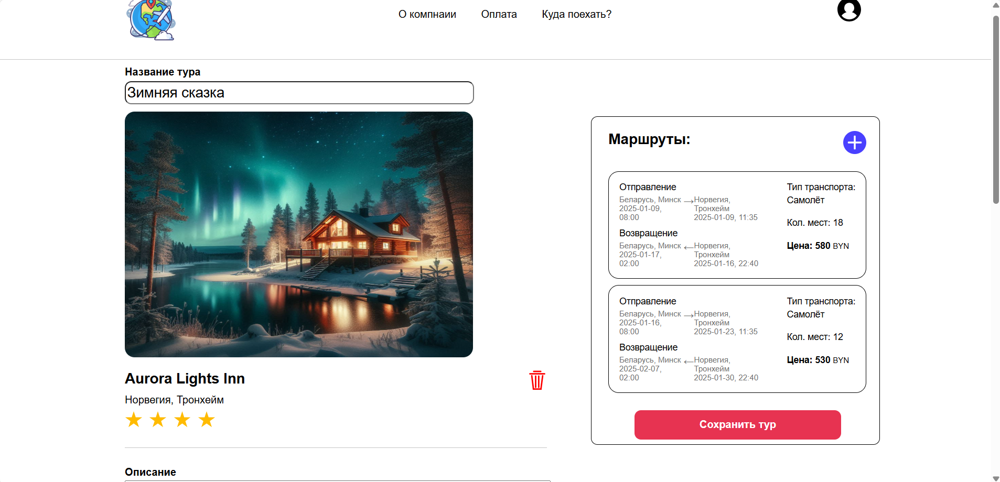 О компнаии
Оплата
Куда поехать?
Название тура
Зимняя сказка
Aurora Lights Inn
Норвегия, Тронхейм
Описание
Маршруты:
Отправление
Беларусь, Минск
2025-01-09,
08:00
→
Норвегия,
Тронхейм
2025-01-09, 11:35
Возвращение
Беларусь, Минск
2025-01-17,
02:00
←
Норвегия,
Тронхейм
2025-01-16, 22:40
Тип транспорта:
Самолёт
Кол. мест: 18
Цена: 580 BYN
Отправление
Беларусь, Минск
2025-01-16,
08:00
→
Норвегия,
Тронхейм
2025-01-23, 11:35
Возвращение
Беларусь, Минск
2025-02-07,
02:00
←
Норвегия,
Тронхейм
2025-01-30, 22:40
Тип транспорта:
Самолёт
Кол. мест: 12
Цена: 530 BYN
Сохранить тур